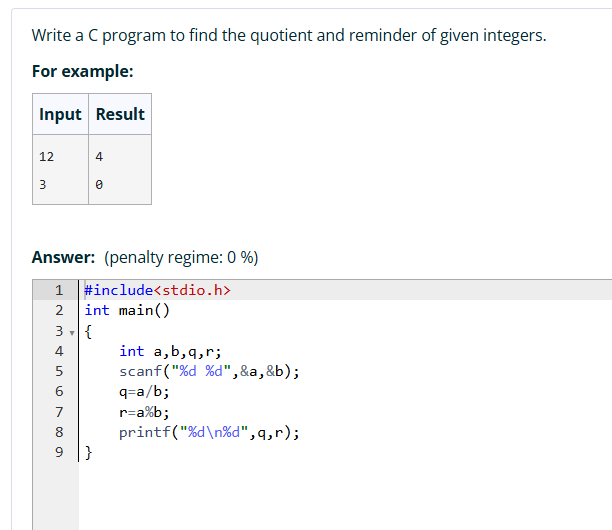 Write a C program to find the quotient and reminder of given integers.
For example:
Input Result
12 4
3 0
Answer: (penalty regime: 0 %)
1 #include<stdio.h>
2 int main()
3 {
4 int a,b,q,r;
5 scanf("%d %d",&a,&b);
6 q=a/b;
7 r=a%b;
8 printf("%d\n%d",q,r);
9 }